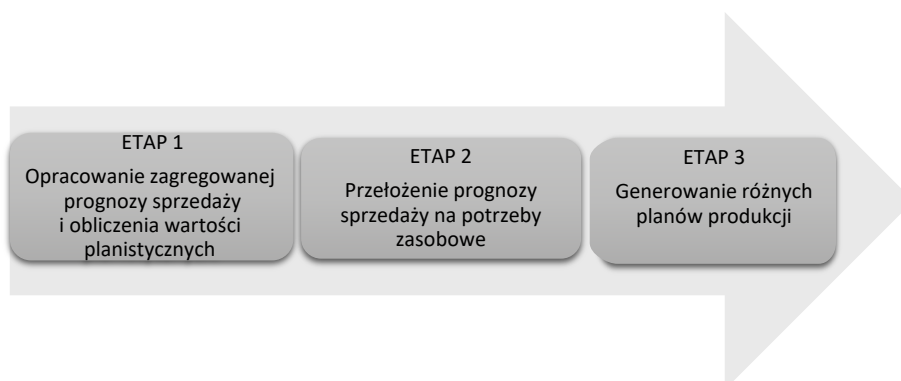 ETAP 1
Opracowanie zagregowanej
prognozy sprzedaży
i obliczenia wartości
planistycznych
ETAP 2
Przełożenie prognozy
sprzedaży na potrzeby
zasobowe
ETAP 3
Generowanie różnych
planów produkcji